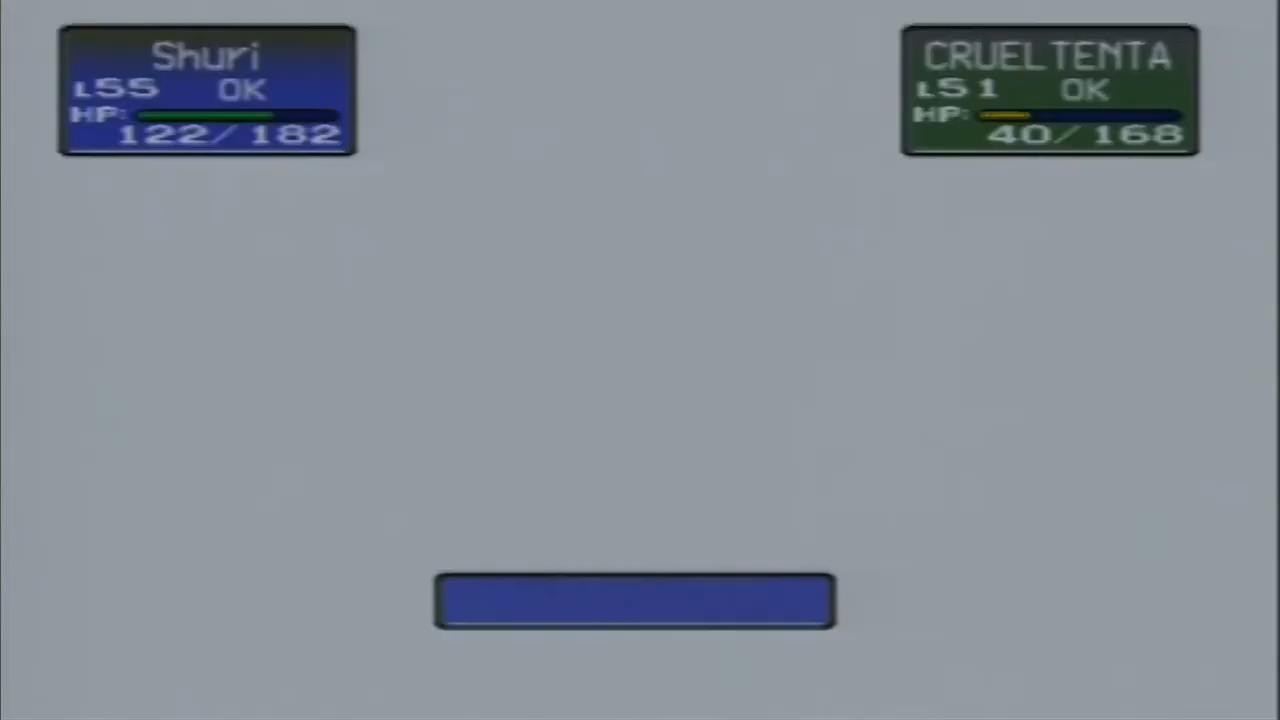 Shuri
L55 OK
HP:
122/182
CRUELTENTA
L51 OK
HP:
40/168